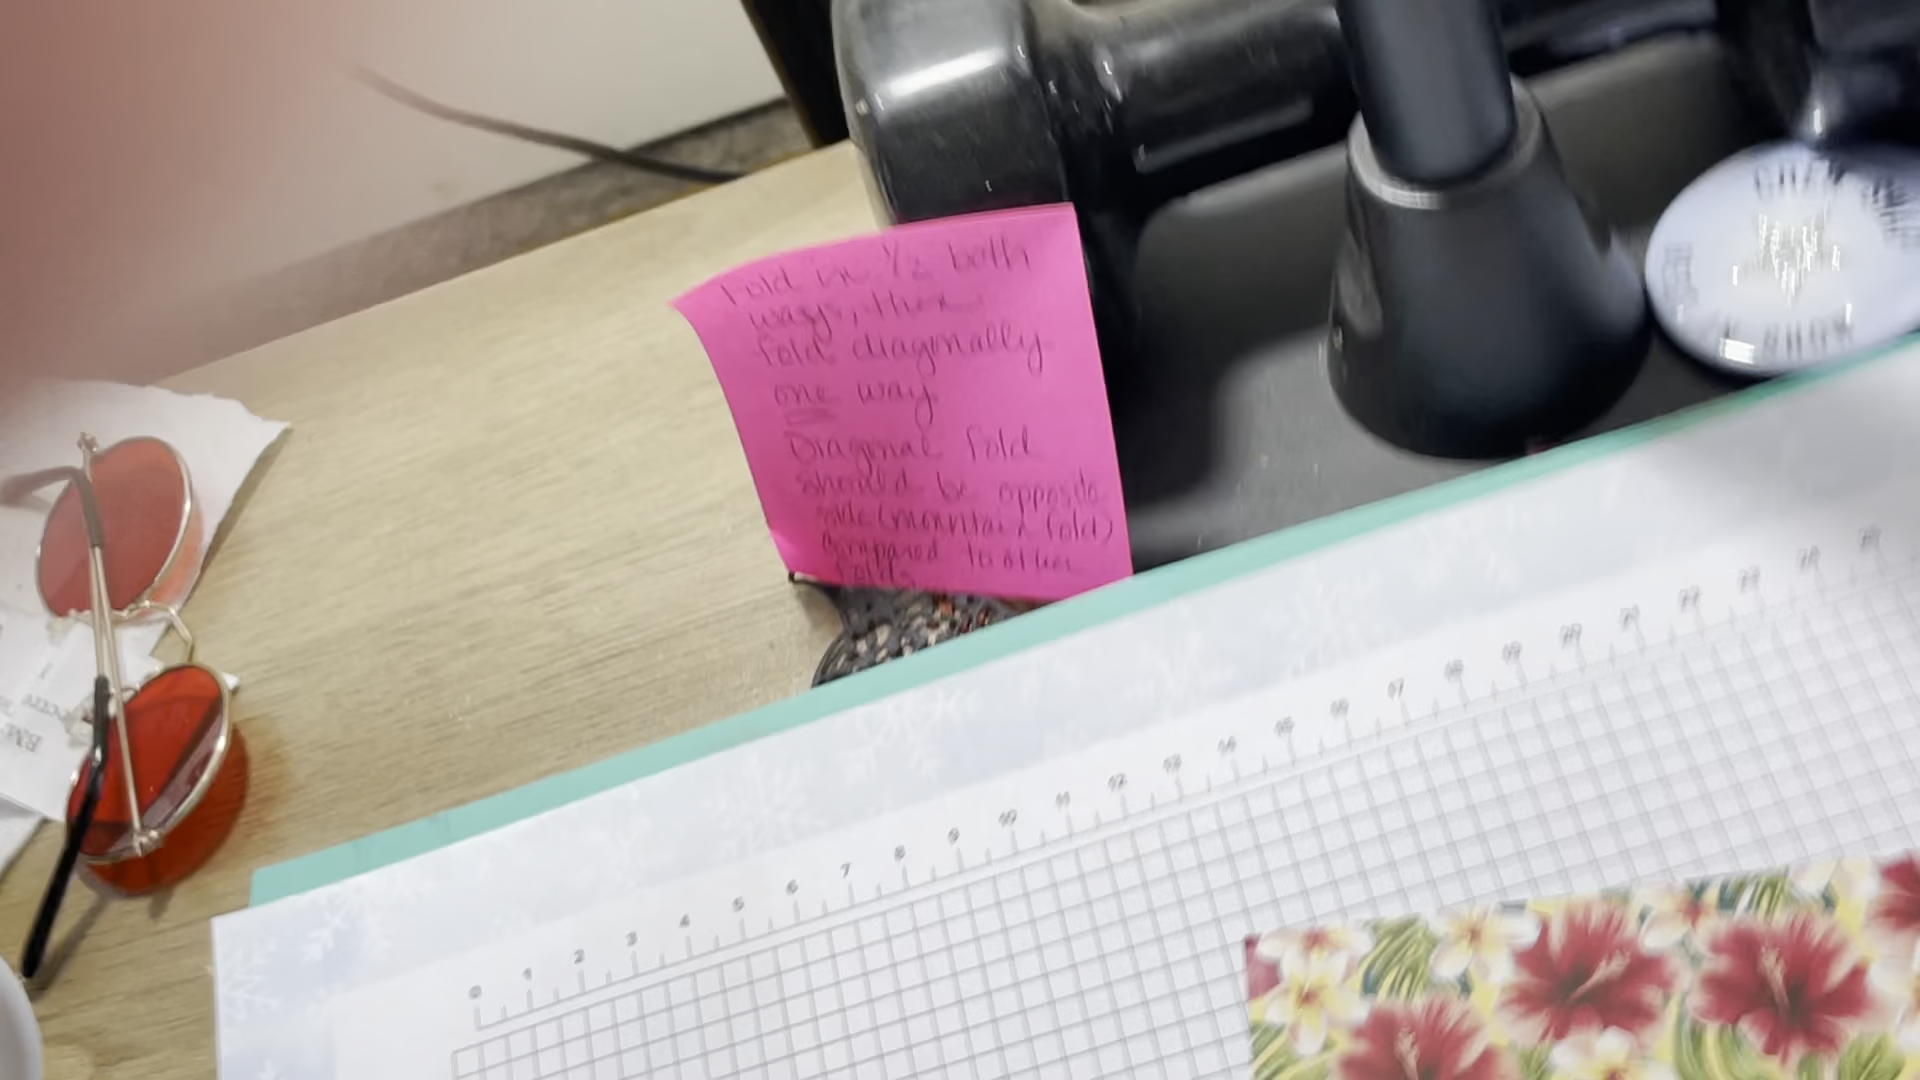 Fold in 1/2 both
ways, then
fold diagonally
one way
Diagonal fold
should be opposite
side (mountain fold)
compared to other
folds
0 1 2 3 4 5 6 7 8 9 10 11 12 13 14 15 16 17 18 19 20 21 22 23 24 25